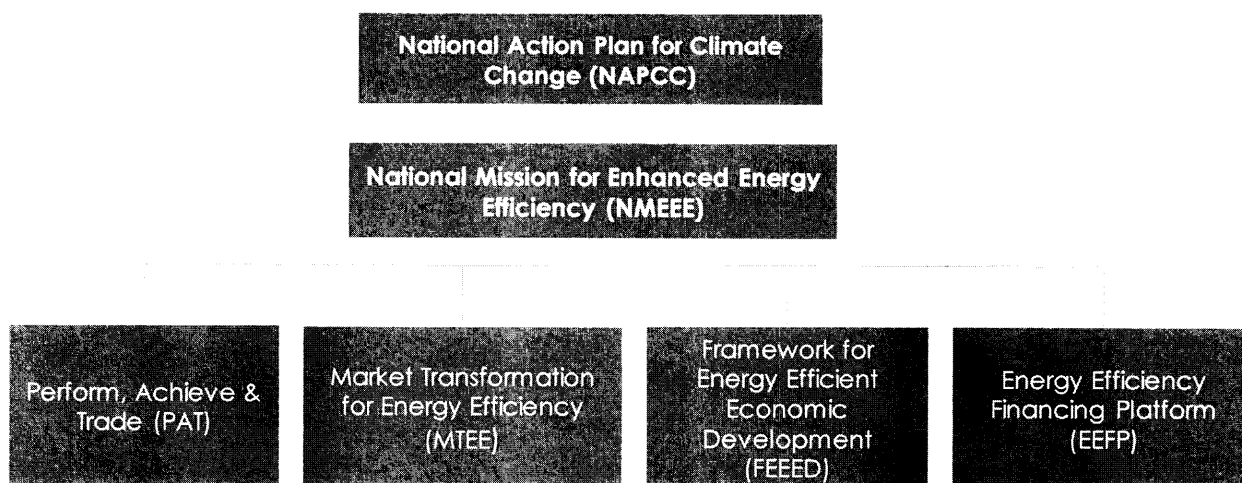 National Action Plan for Climate
Change (NAPCC)
National Mission for Enhanced Energy
Efficiency (NMEEE)
Perform, Achieve &
Trade (PAT)
Market Transformation
for Energy Efficiency
(MTEE)
Framework for
Energy Efficient
Economic
Development
(FEEED)
Energy Efficiency
Financing Platform
(EEFP)